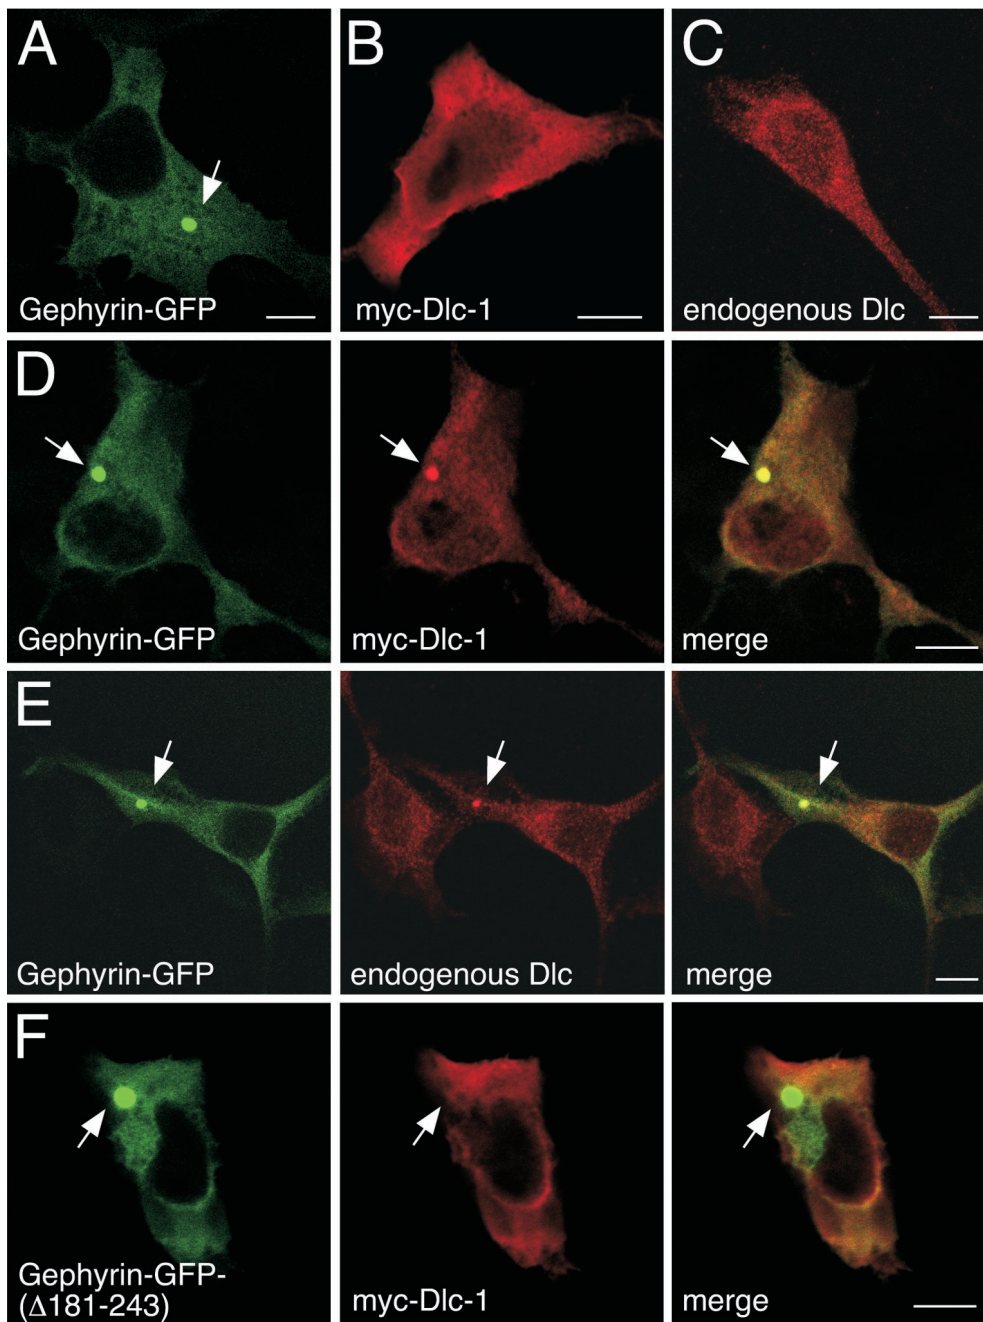 A
B
C
Gephyrin-GFP
myc-Dlc-1
endogenous Dlc
D
Gephyrin-GFP
myc-Dlc-1
merge
E
Gephyrin-GFP
endogenous Dlc
merge
F
Gephyrin-GFP-
(Δ181-243)
myc-Dlc-1
merge